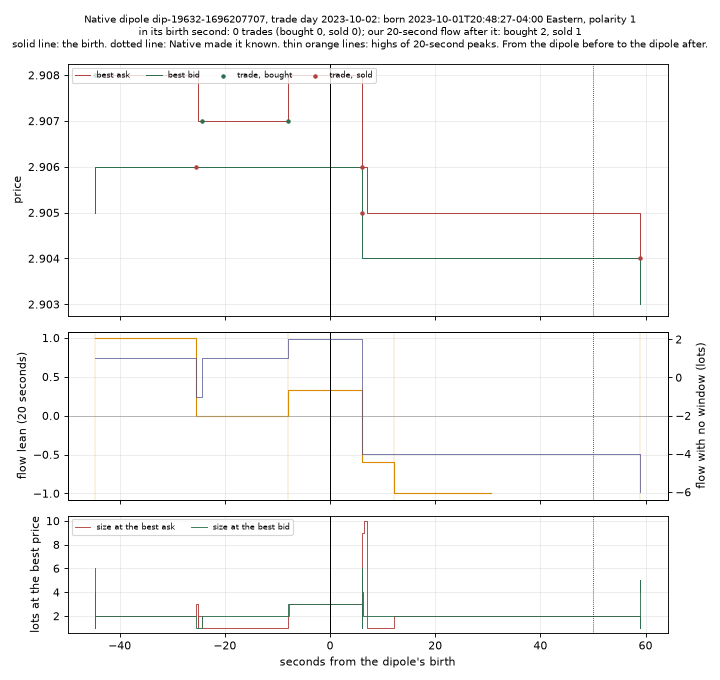 Native dipole dip-19632-1696207707, trade day 2023-10-02: born 2023-10-01T20:48:27-04:00 Eastern, polarity 1
in its birth second: 0 trades (bought 0, sold 0); our 20-second flow after it: bought 2, sold 1
solid line: the birth. dotted line: Native made it known. thin orange lines: highs of 20-second peaks. From the dipole before to the dipole after.
best ask
best bid
trade, bought
trade, sold
2.908
2.907
2.906
2.905
2.904
2.903
price
1.0
0.5
0.0
−0.5
−1.0
flow lean (20 seconds)
2
0
−2
−4
−6
flow with no window (lots)
size at the best ask
size at the best bid
10
8
6
4
2
lots at the best price
−40
−20
0
20
40
60
seconds from the dipole's birth